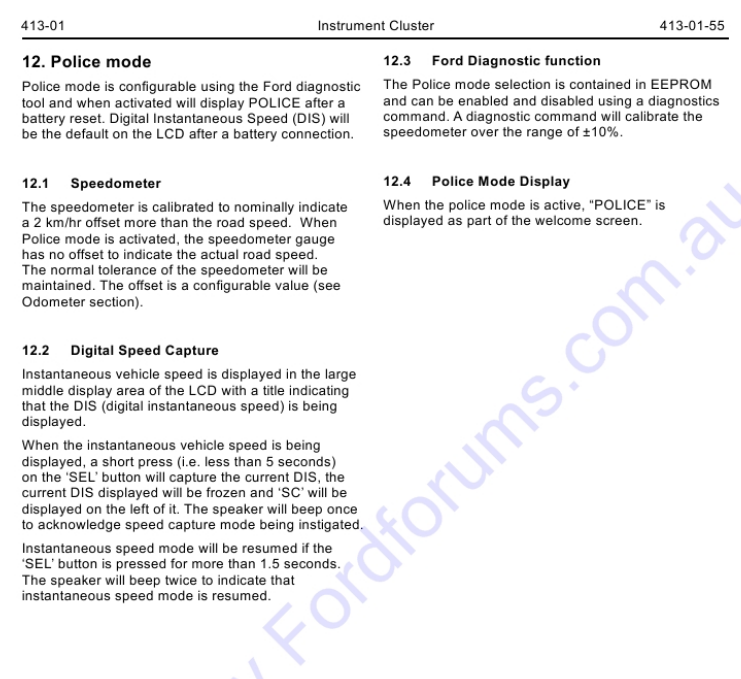 413-01
Instrument Cluster
413-01-55
12. Police mode
Police mode is configurable using the Ford diagnostic
tool and when activated will display POLICE after a
battery reset. Digital Instantaneous Speed (DIS) will
be the default on the LCD after a battery connection.
12.1 Speedometer
The speedometer is calibrated to nominally indicate
a 2 km/hr offset more than the road speed.  When
Police mode is activated, the speedometer gauge
has no offset to indicate the actual road speed.
The normal tolerance of the speedometer will be
maintained. The offset is a configurable value (see
Odometer section).
12.2 Digital Speed Capture
Instantaneous vehicle speed is displayed in the large
middle display area of the LCD with a title indicating
that the DIS (digital instantaneous speed) is being
displayed.
When the instantaneous vehicle speed is being
displayed, a short press (i.e. less than 5 seconds)
on the ‘SEL’ button will capture the current DIS, the
current DIS displayed will be frozen and ‘SC’ will be
displayed on the left of it. The speaker will beep once
to acknowledge speed capture mode being instigated.
Instantaneous speed mode will be resumed if the
‘SEL’ button is pressed for more than 1.5 seconds.
The speaker will beep twice to indicate that
instantaneous speed mode is resumed.
12.3 Ford Diagnostic function
The Police mode selection is contained in EEPROM
and can be enabled and disabled using a diagnostics
command. A diagnostic command will calibrate the
speedometer over the range of ±10%.
12.4 Police Mode Display
When the police mode is active, “POLICE” is
displayed as part of the welcome screen.
y Fordforums.com.au